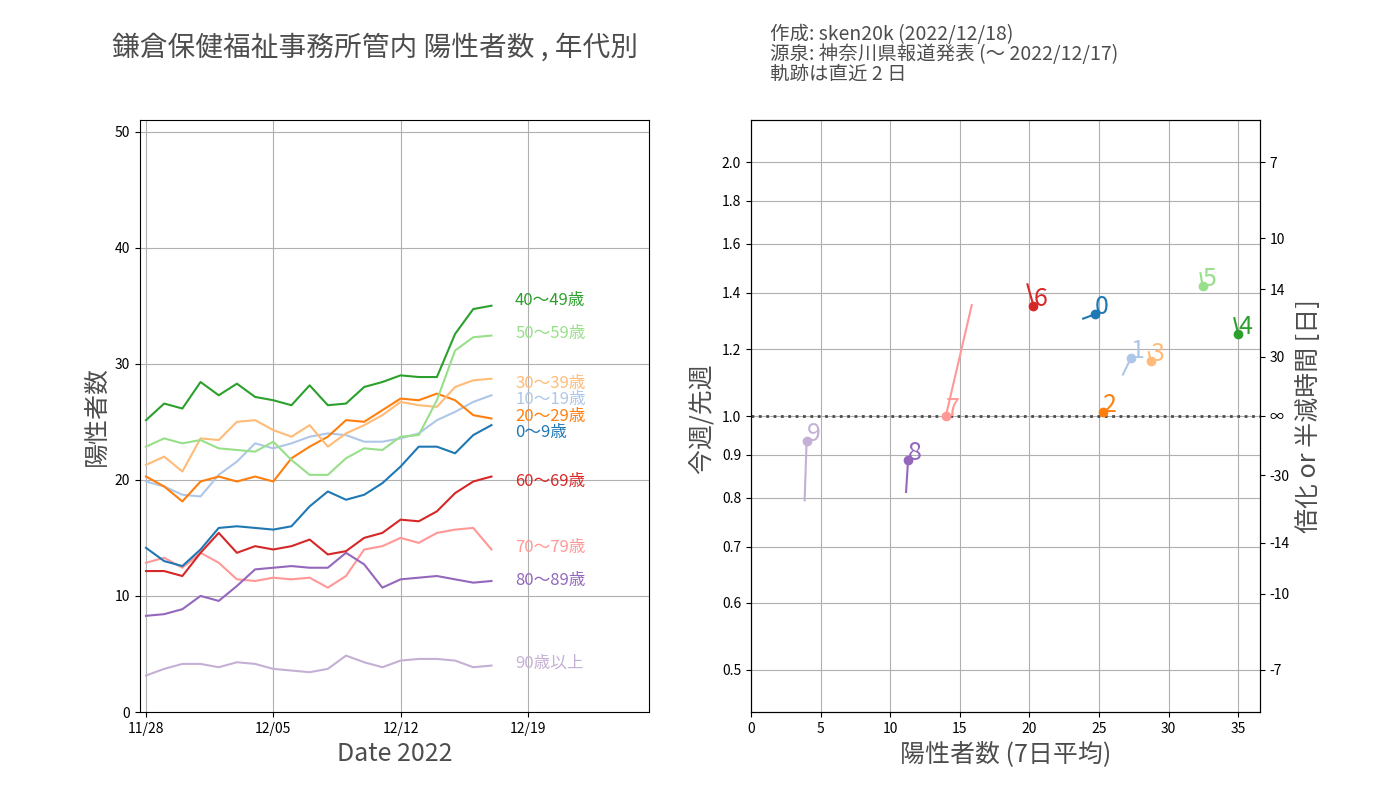 鎌倉保健福祉事務所管内 陽性者数 , 年代別
作成: sken20k (2022/12/18)
源泉: 神奈川県報道発表 (〜 2022/12/17)
軌跡は直近 2 日
陽性者数
50
40
30
20
10
0
11/28
12/05
12/12
12/19
Date 2022
40〜49歳
50〜59歳
30〜39歳
10〜19歳
20〜29歳
0〜9歳
60〜69歳
70〜79歳
80〜89歳
90歳以上
今週/先週
2.0
1.8
1.6
1.4
1.2
1.0
0.9
0.8
0.7
0.6
0.5
0
5
10
15
20
25
30
35
陽性者数 (7日平均)
5
6
0
4
1
3
2
7
9
8
7
10
14
30
∞
-30
-14
-10
-7
倍化 or 半減時間 [日]